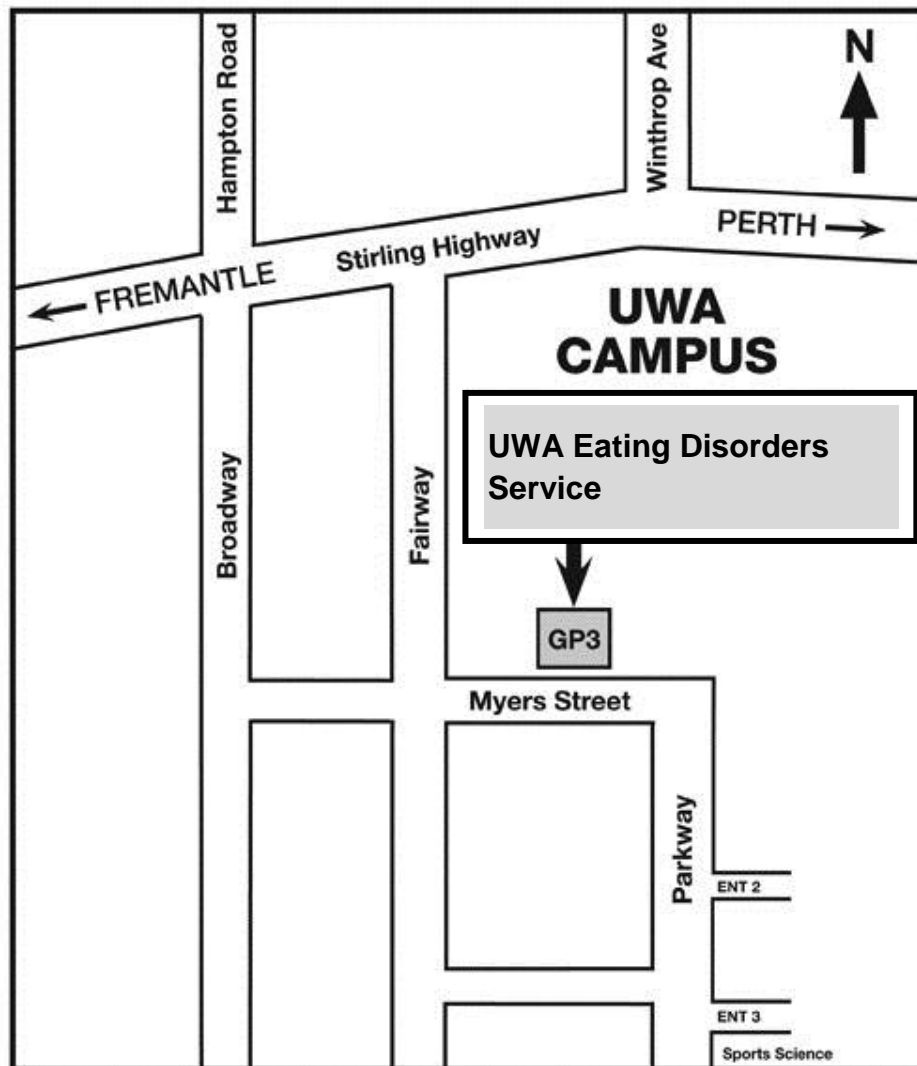 Hampton Road
Winthrop Ave
N
PERTH
Stirling Highway
FREMANTLE
UWA
CAMPUS
UWA Eating Disorders
Service
Broadway
Fairway
GP3
Myers Street
Parkway
ENT 2
ENT 3
Sports Science